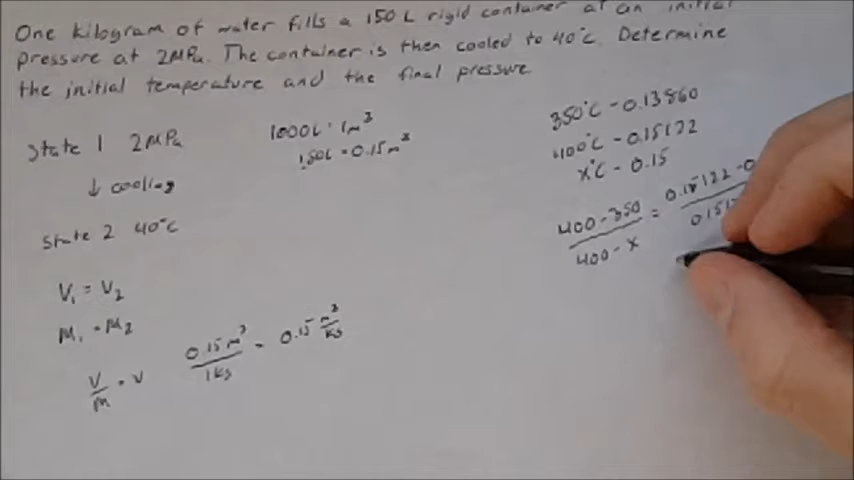 One kilogram of water fills a 150 L rigid container at an initial
pressure at 2MPa. The container is then cooled to 40°C. Determine
the initial temperature and the final pressure.
State 1 2MPa
↓ cooling
State 2 40°C
V₁ = V₂
M₁ = M₂
V/M = V
1000L = 1m³
150L = 0.15m³
0.15m³/1kg = 0.15 m³/kg
350°C - 0.13860
400°C - 0.15122
x°C - 0.15
400-350/400-x = 0.15122-0
0.151